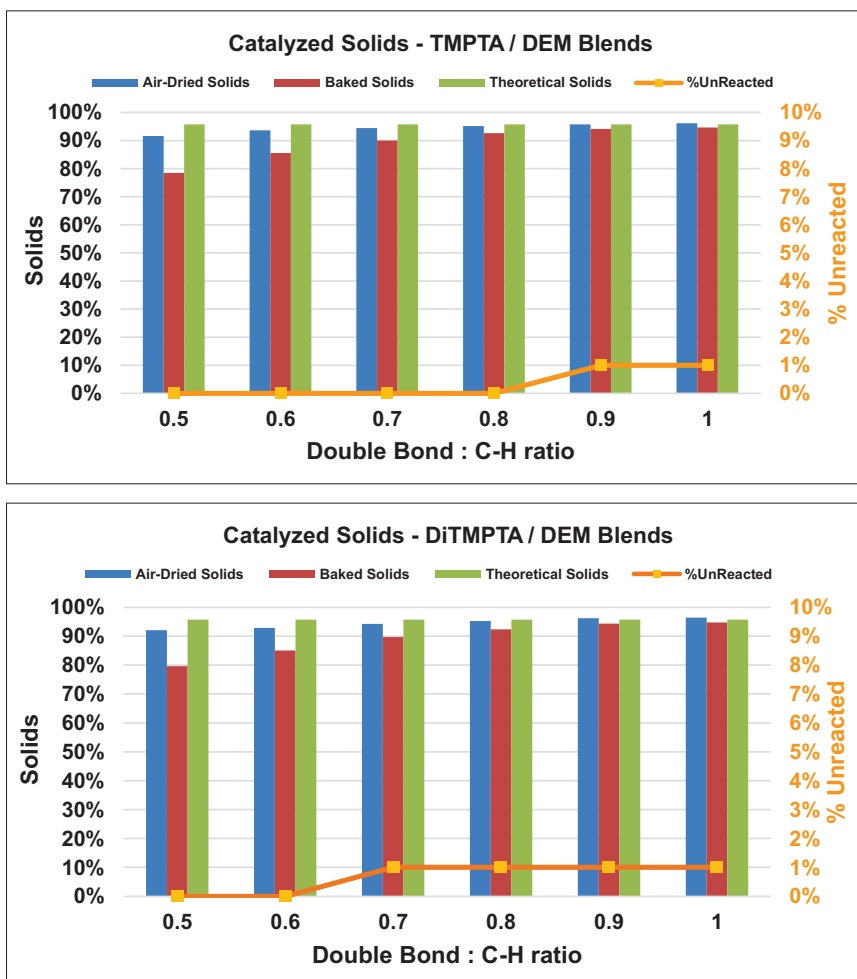 Catalyzed Solids - TMPTA / DEM Blends
Air-Dried Solids Baked Solids Theoretical Solids %UnReacted
100% 10%
90% 9%
80% 8%
70% 7%
60% 6%
50% 5%
40% 4%
30% 3%
20% 2%
10% 1%
0% 0%
Solids
% Unreacted
0.5 0.6 0.7 0.8 0.9 1
Double Bond : C-H ratio
Catalyzed Solids - DiTMPTA / DEM Blends
Air-Dried Solids Baked Solids Theoretical Solids %UnReacted
100% 10%
90% 9%
80% 8%
70% 7%
60% 6%
50% 5%
40% 4%
30% 3%
20% 2%
10% 1%
0% 0%
Solids
% Unreacted
0.5 0.6 0.7 0.8 0.9 1
Double Bond : C-H ratio